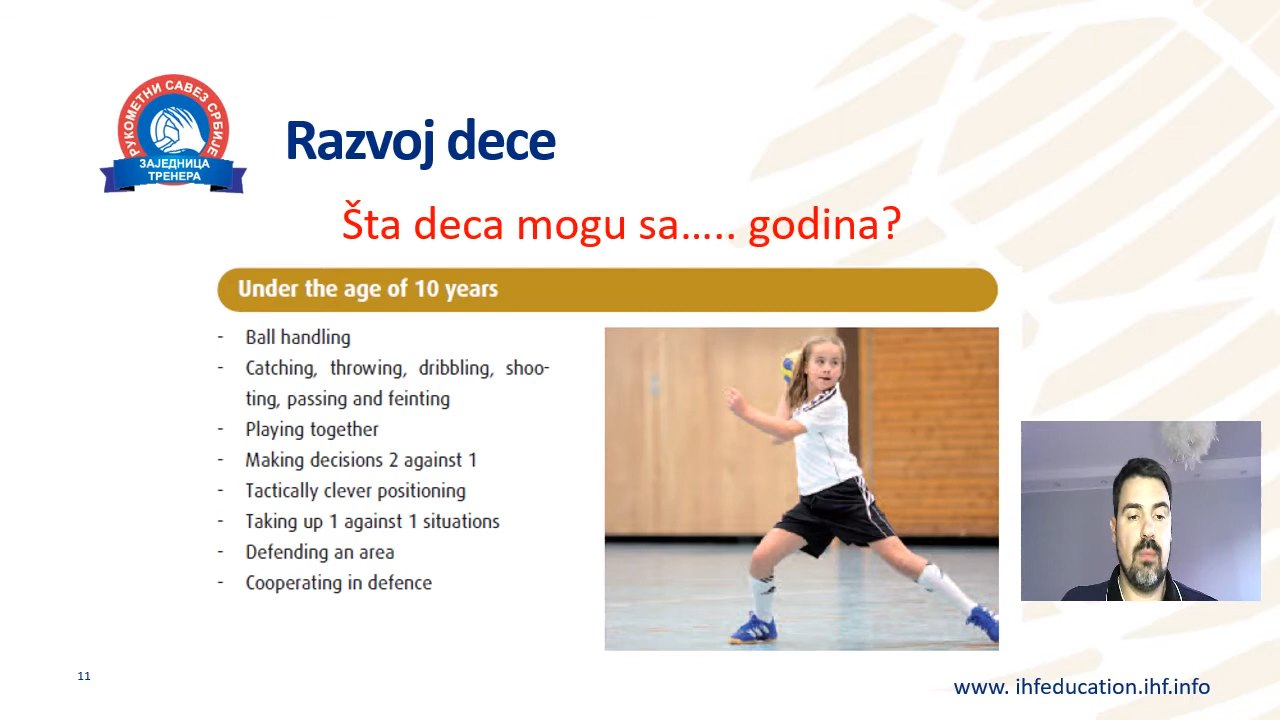 РУКОМЕТНИ САВЕЗ СРБИЈЕ
ЗАЈЕДНИЦА
ТРЕНЕРА
Razvoj dece
Šta deca mogu sa..... godina?
Under the age of 10 years
- Ball handling
- Catching, throwing, dribbling, shoo-
ting, passing and feinting
- Playing together
- Making decisions 2 against 1
- Tactically clever positioning
- Taking up 1 against 1 situations
- Defending an area
- Cooperating in defence
11
www. ihfeducation.ihf.info